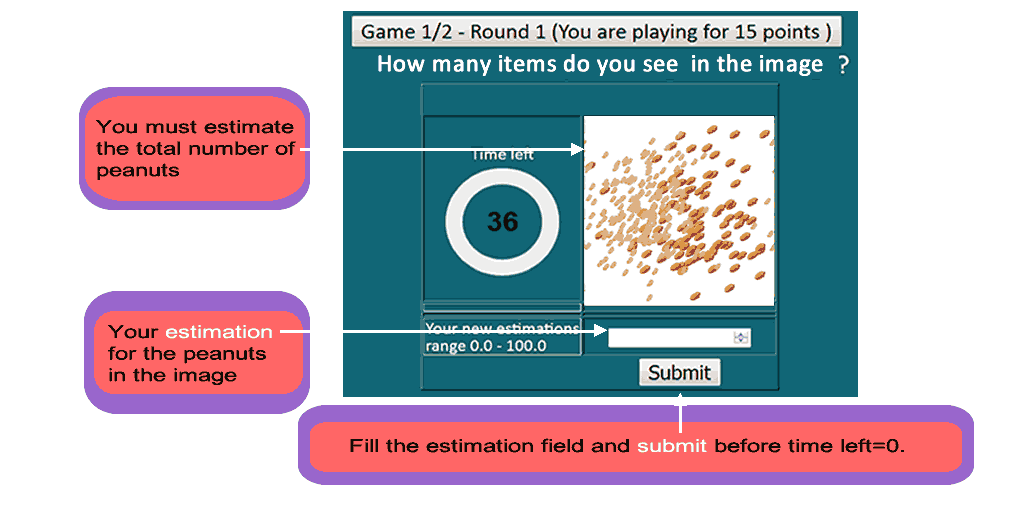 Game 1/2 - Round 1 (You are playing for 15 points )
How many items do you see in the image ?
You must estimate
the total number of
peanuts
Time left
36
Your estimation
for the peanuts
in the image
Your new estimations
range 0.0 - 100.0
Submit
Fill the estimation field and submit before time left=0.